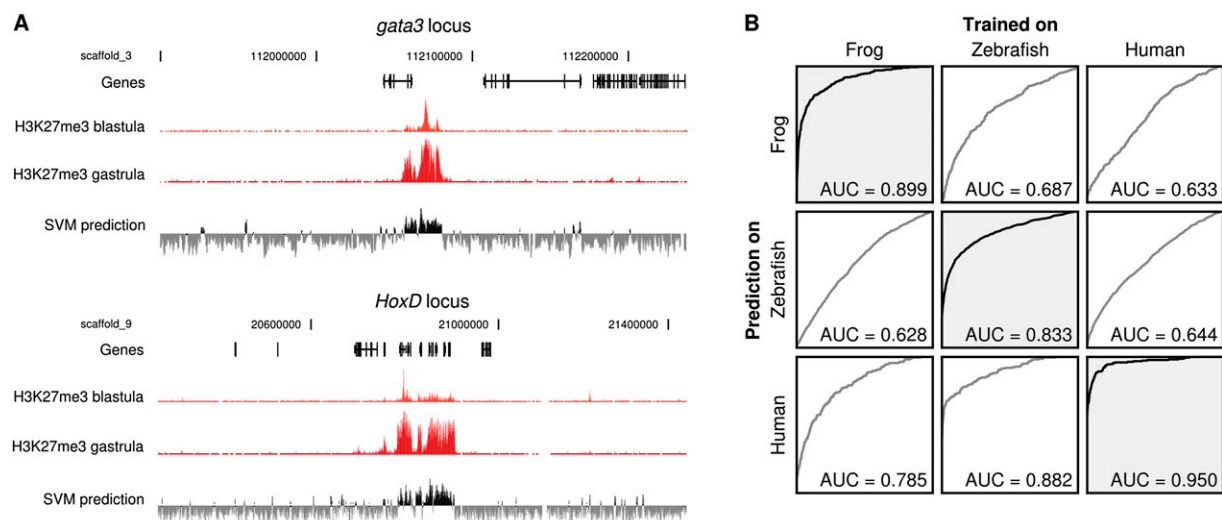 A
gata3 locus
scaffold_3
112000000
112100000
112200000
Genes
H3K27me3 blastula
H3K27me3 gastrula
SVM prediction
HoxD locus
scaffold_9
20600000
21000000
21400000
Genes
H3K27me3 blastula
H3K27me3 gastrula
SVM prediction
B
Trained on
Frog
Zebrafish
Human
Prediction on
Frog
AUC = 0.899
AUC = 0.687
AUC = 0.633
Zebrafish
AUC = 0.628
AUC = 0.833
AUC = 0.644
Human
AUC = 0.785
AUC = 0.882
AUC = 0.950